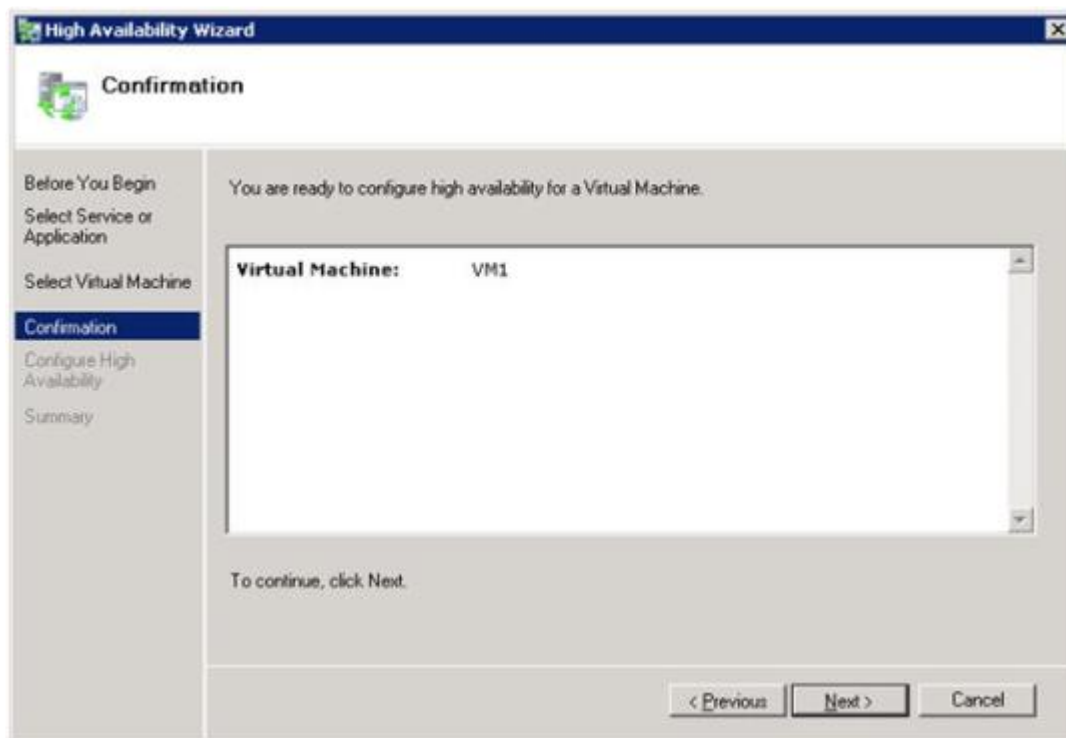 High Availability Wizard
Confirmation
Before You Begin
Select Service or
Application
Select Virtual Machine
Confirmation
Configure High
Availability
Summary
You are ready to configure high availability for a Virtual Machine.
Virtual Machine: VM1
To continue, click Next.
< Previous
Next >
Cancel